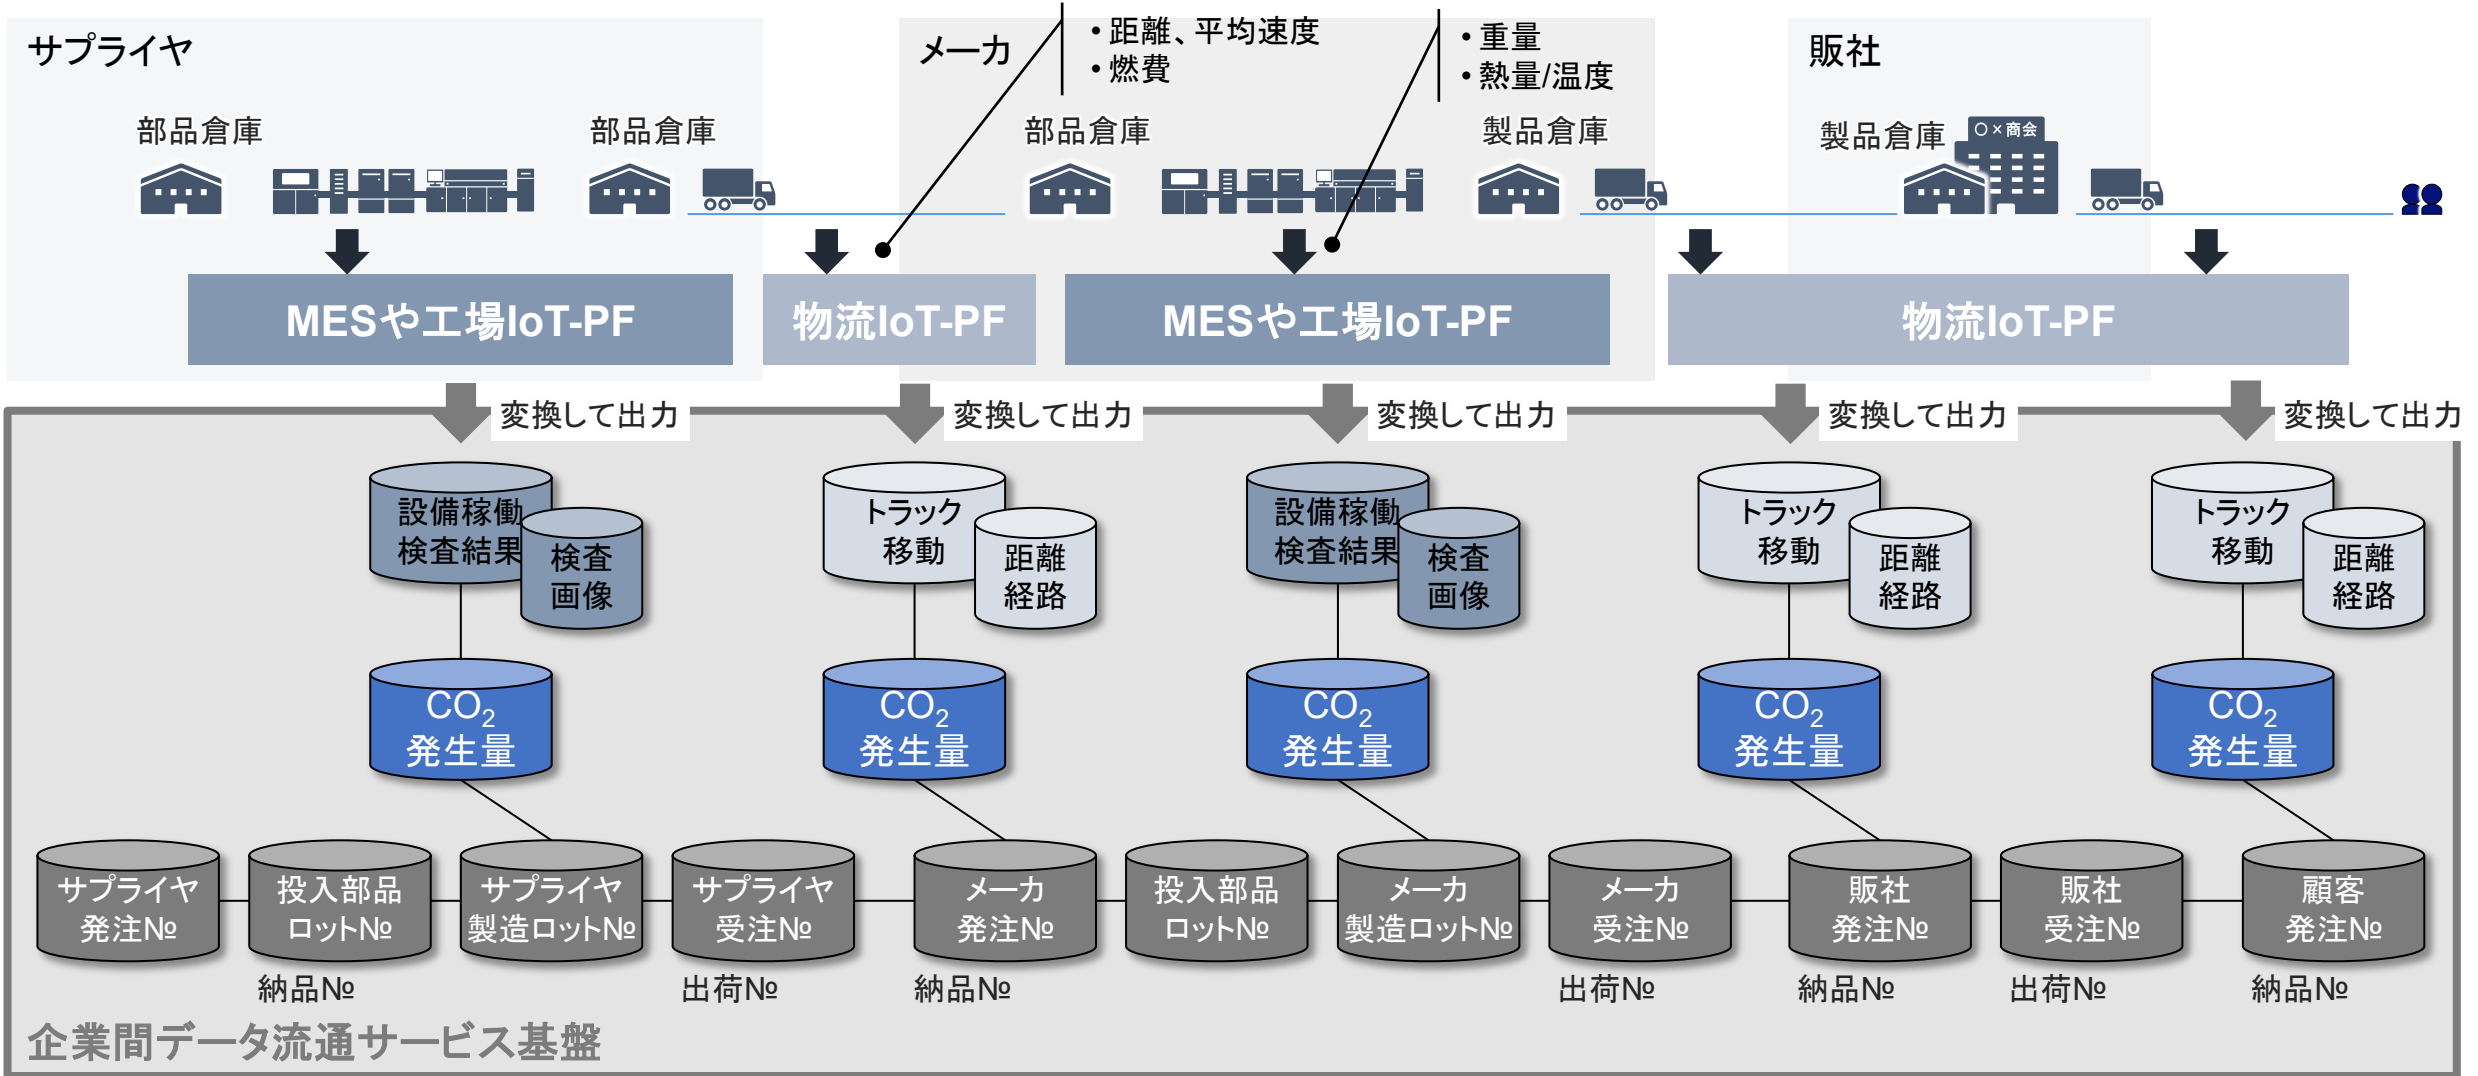 サプライヤ
メーカ
・距離、平均速度
・燃費
・重量
・熱量/温度
販社
部品倉庫
部品倉庫
部品倉庫
製品倉庫
製品倉庫
〇×商会
MESや工場IoT-PF
物流IoT-PF
MESや工場IoT-PF
物流IoT-PF
変換して出力
変換して出力
変換して出力
変換して出力
変換して出力
設備稼働
検査結果
検査
画像
トラック
移動
距離
経路
設備稼働
検査結果
検査
画像
トラック
移動
距離
経路
トラック
移動
距離
経路
CO₂
発生量
CO₂
発生量
CO₂
発生量
CO₂
発生量
CO₂
発生量
サプライヤ
発注№
投入部品
ロット№
サプライヤ
製造ロット№
サプライヤ
受注№
メーカ
発注№
投入部品
ロット№
メーカ
製造ロット№
メーカ
受注№
販社
発注№
販社
受注№
顧客
発注№
納品№
出荷№
納品№
出荷№
納品№
出荷№
納品№
企業間データ流通サービス基盤